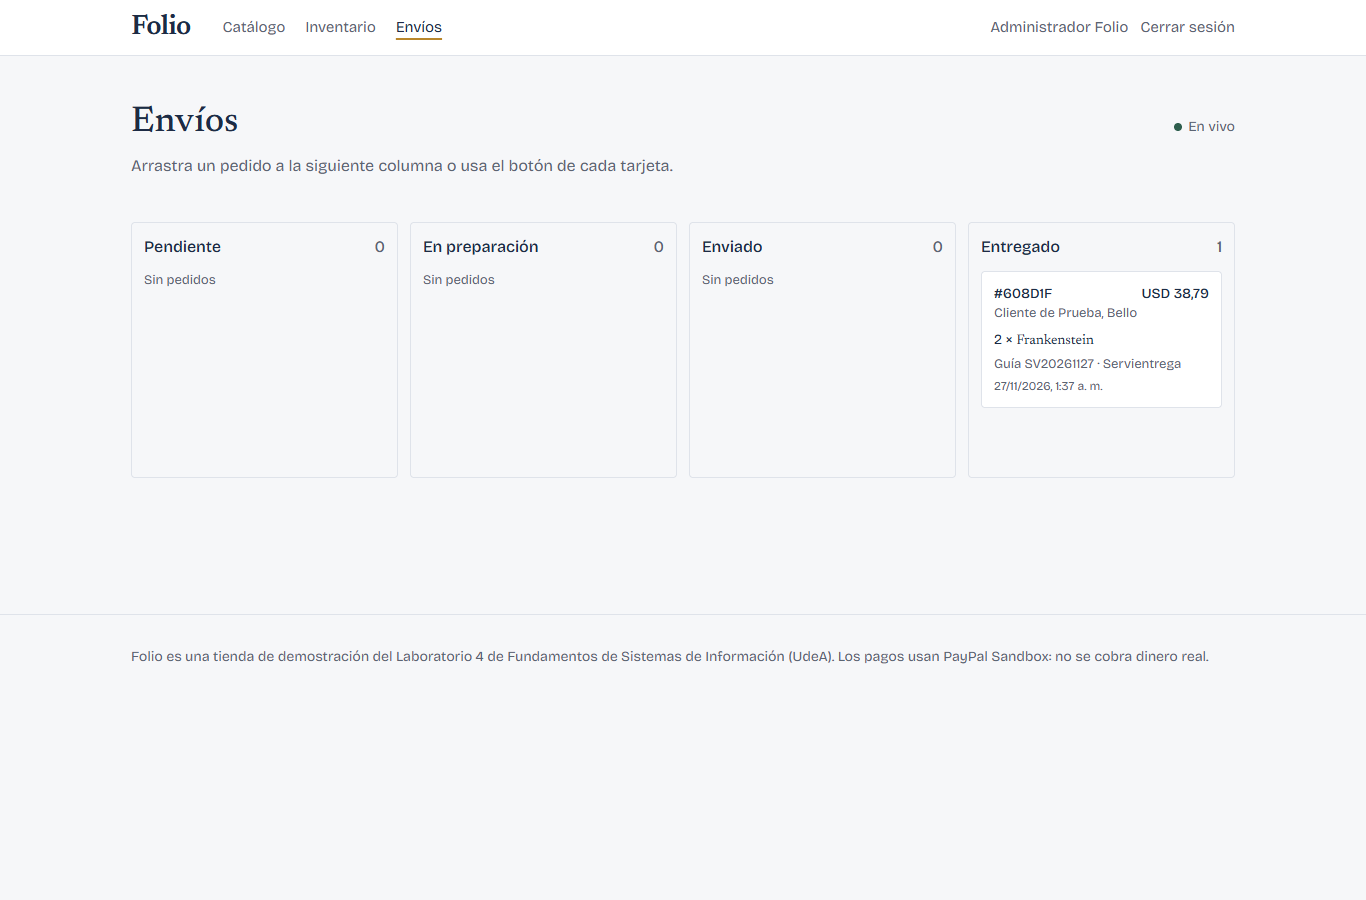 Folio
Catálogo
Inventario
Envíos
Administrador Folio
Cerrar sesión
Envíos
En vivo
Arrastra un pedido a la siguiente columna o usa el botón de cada tarjeta.
Pendiente 0
Sin pedidos
En preparación 0
Sin pedidos
Enviado 0
Sin pedidos
Entregado 1
#608D1F USD 38,79
Cliente de Prueba, Bello
2 × Frankenstein
Guía SV20261127 · Servientrega
27/11/2026, 1:37 a. m.
Folio es una tienda de demostración del Laboratorio 4 de Fundamentos de Sistemas de Información (UdeA). Los pagos usan PayPal Sandbox: no se cobra dinero real.